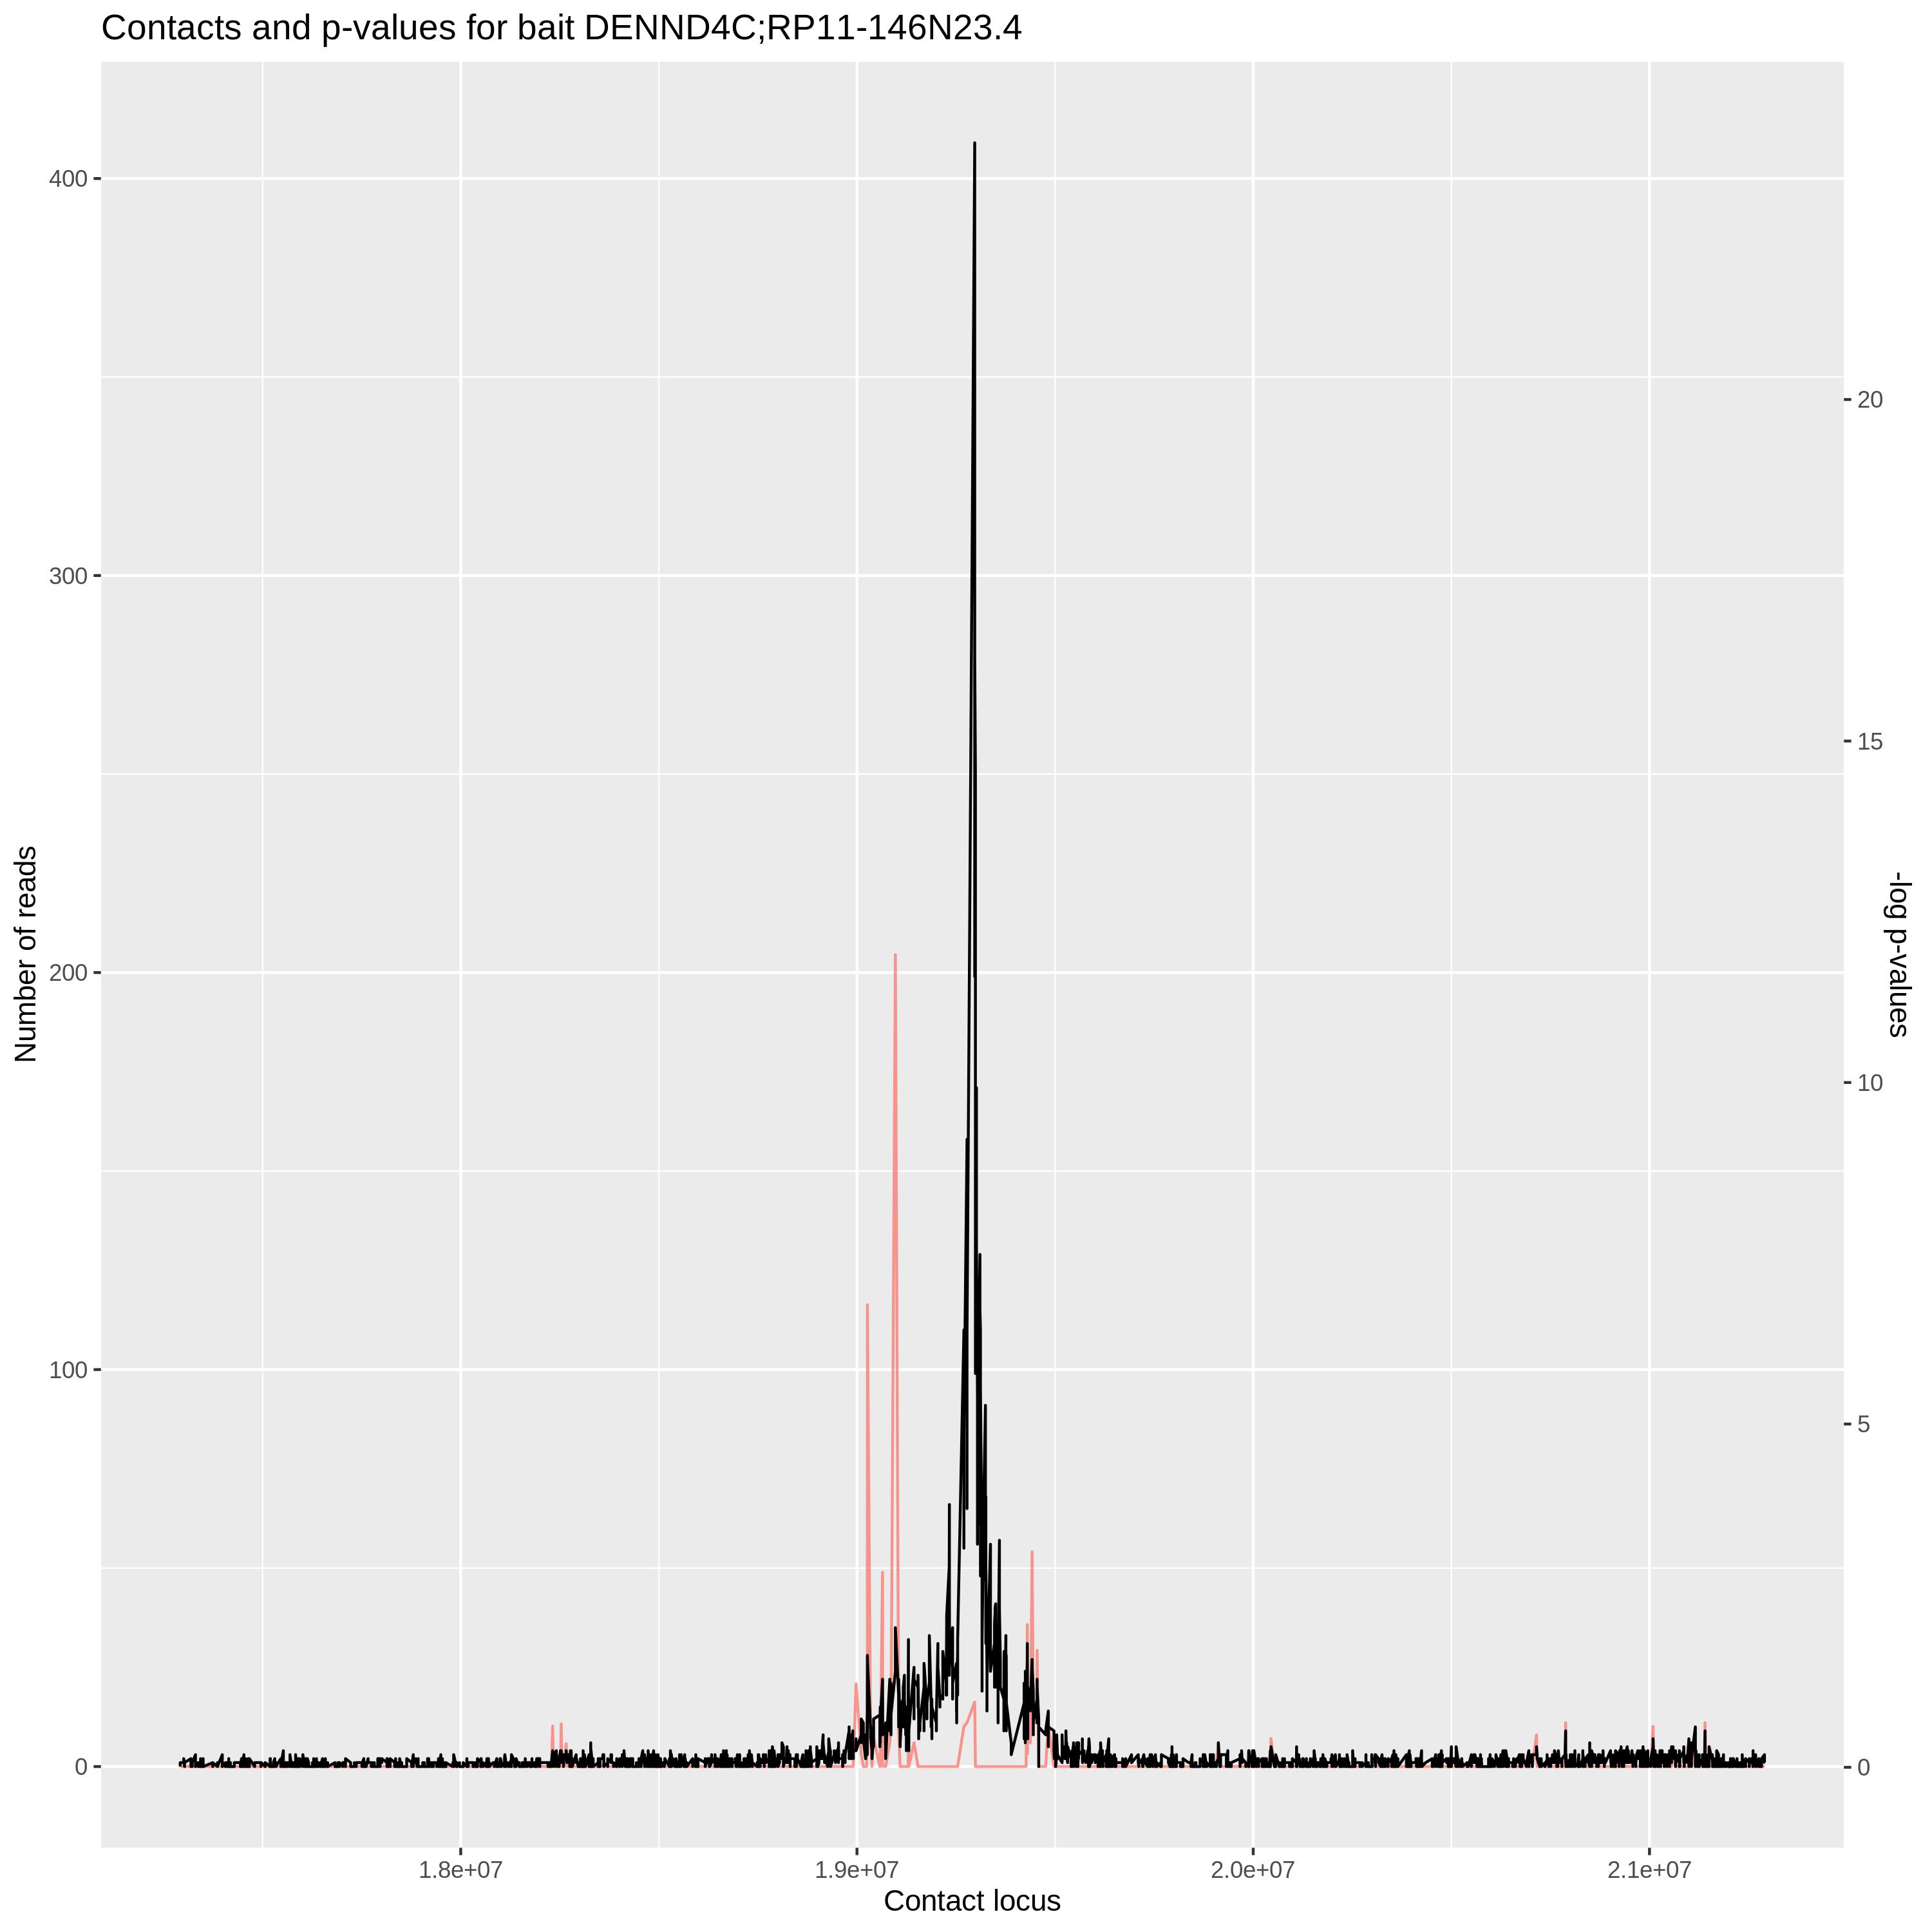 Contacts and p-values for bait DENND4C;RP11-146N23.4
400
300
200
100
0
Number of reads
20
15
10
5
0
-log p-values
1.8e+07
1.9e+07
2.0e+07
2.1e+07
Contact locus